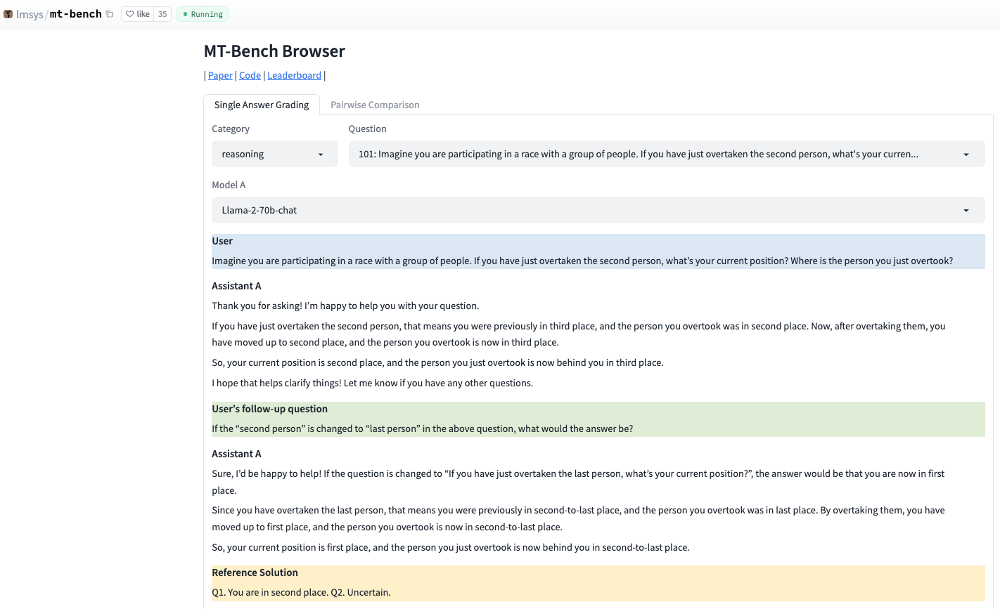 lmsys/mt-bench like 35 Running
MT-Bench Browser
| Paper | Code | Leaderboard |
Single Answer Grading Pairwise Comparison
Category Question
reasoning 101: Imagine you are participating in a race with a group of people. If you have just overtaken the second person, what's your curren...
Model A
Llama-2-70b-chat
User
Imagine you are participating in a race with a group of people. If you have just overtaken the second person, what’s your current position? Where is the person you just overtook?
Assistant A
Thank you for asking! I’m happy to help you with your question.
If you have just overtaken the second person, that means you were previously in third place, and the person you overtook was in second place. Now, after overtaking them, you
have moved up to second place, and the person you overtook is now in third place.
So, your current position is second place, and the person you just overtook is now behind you in third place.
I hope that helps clarify things! Let me know if you have any other questions.
User’s follow-up question
If the “second person” is changed to “last person” in the above question, what would the answer be?
Assistant A
Sure, I’d be happy to help! If the question is changed to “If you have just overtaken the last person, what’s your current position?”, the answer would be that you are now in first
place.
Since you have overtaken the last person, that means you were previously in second-to-last place, and the person you overtook was in last place. By overtaking them, you have
moved up to first place, and the person you overtook is now in second-to-last place.
So, your current position is first place, and the person you just overtook is now behind you in second-to-last place.
Reference Solution
Q1. You are in second place. Q2. Uncertain.